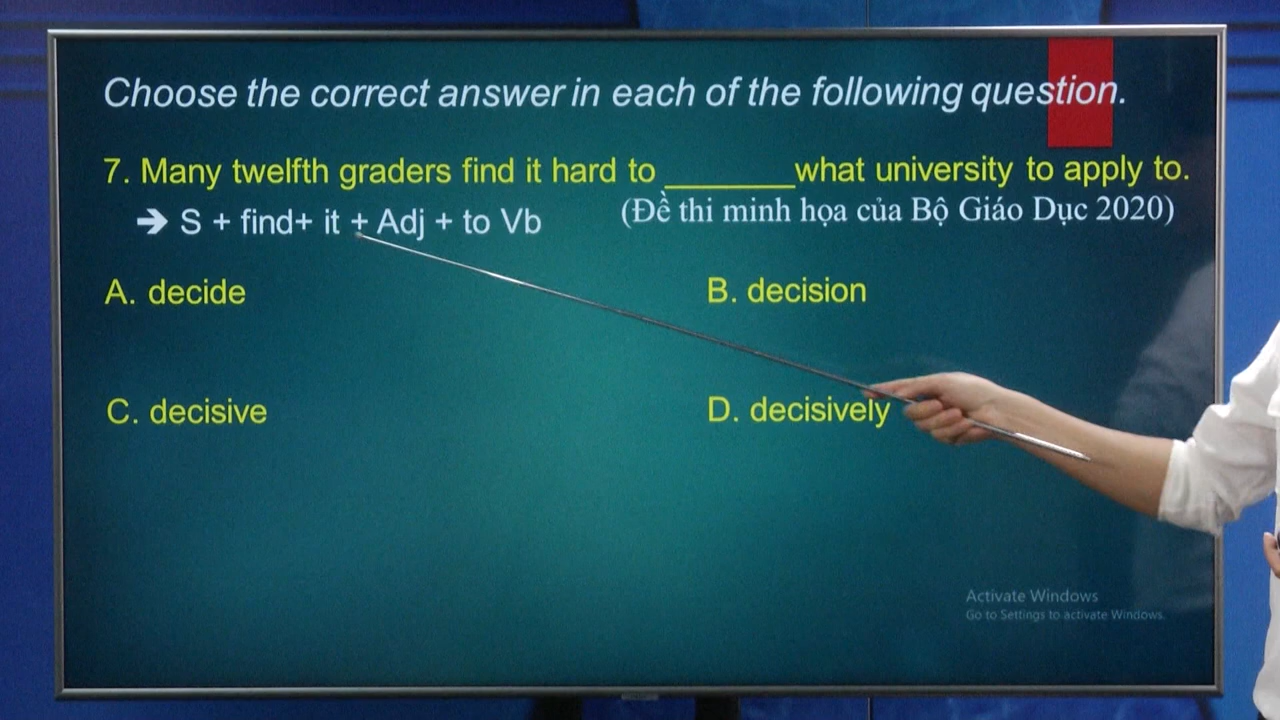 Choose the correct answer in each of the following question.
7. Many twelfth graders find it hard to _______what university to apply to.
➔ S + find+ it + Adj + to Vb (Đề thi minh họa của Bộ Giáo Dục 2020)
A. decide B. decision
C. decisive D. decisively
Activate Windows
Go to Settings to activate Windows.